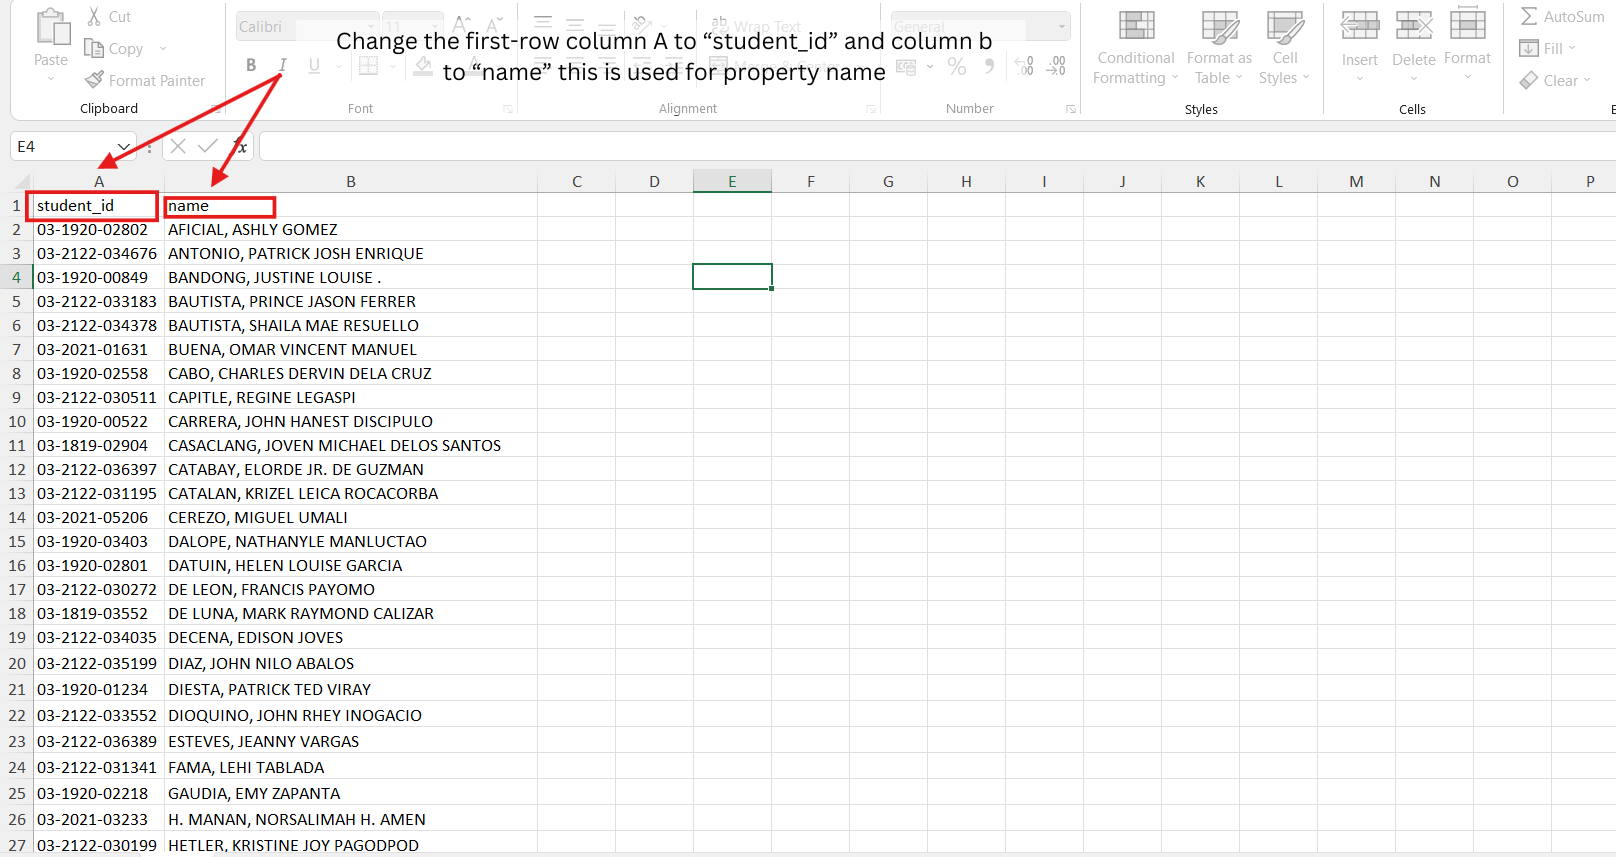 Cut
Copy
Paste
Format Painter
Clipboard
Calibri
11
B I U
Font
ab Wrap Text
Merge & Center
Alignment
General
% 9
Number
Conditional
Formatting
Format as
Table
Cell
Styles
Styles
Insert
Delete
Format
Cells
AutoSum
Fill
Clear
E
Change the first-row column A to “student_id” and column b
to “name” this is used for property name
E4
A B C D E F G H I J K L M N O P
1 student_id name
2 03-1920-02802 AFICIAL, ASHLY GOMEZ
3 03-2122-034676 ANTONIO, PATRICK JOSH ENRIQUE
4 03-1920-00849 BANDONG, JUSTINE LOUISE .
5 03-2122-033183 BAUTISTA, PRINCE JASON FERRER
6 03-2122-034378 BAUTISTA, SHAILA MAE RESUELLO
7 03-2021-01631 BUENA, OMAR VINCENT MANUEL
8 03-1920-02558 CABO, CHARLES DERVIN DELA CRUZ
9 03-2122-030511 CAPITLE, REGINE LEGASPI
10 03-1920-00522 CARRERA, JOHN HANEST DISCIPULO
11 03-1819-02904 CASACLANG, JOVEN MICHAEL DELOS SANTOS
12 03-2122-036397 CATABAY, ELORDE JR. DE GUZMAN
13 03-2122-031195 CATALAN, KRIZEL LEICA ROCACORBA
14 03-2021-05206 CEREZO, MIGUEL UMALI
15 03-1920-03403 DALOPE, NATHANYLE MANLUCTAO
16 03-1920-02801 DATUIN, HELEN LOUISE GARCIA
17 03-2122-030272 DE LEON, FRANCIS PAYOMO
18 03-1819-03552 DE LUNA, MARK RAYMOND CALIZAR
19 03-2122-034035 DECENA, EDISON JOVES
20 03-2122-035199 DIAZ, JOHN NILO ABALOS
21 03-1920-01234 DIESTA, PATRICK TED VIRAY
22 03-2122-033552 DIOQUINO, JOHN RHEY INOGACIO
23 03-2122-036389 ESTEVES, JEANNY VARGAS
24 03-2122-031341 FAMA, LEHI TABLADA
25 03-1920-02218 GAUDIA, EMY ZAPANTA
26 03-2021-03233 H. MANAN, NORSALIMAH H. AMEN
27 03-2122-030199 HETLER, KRISTINE JOY PAGODPOD